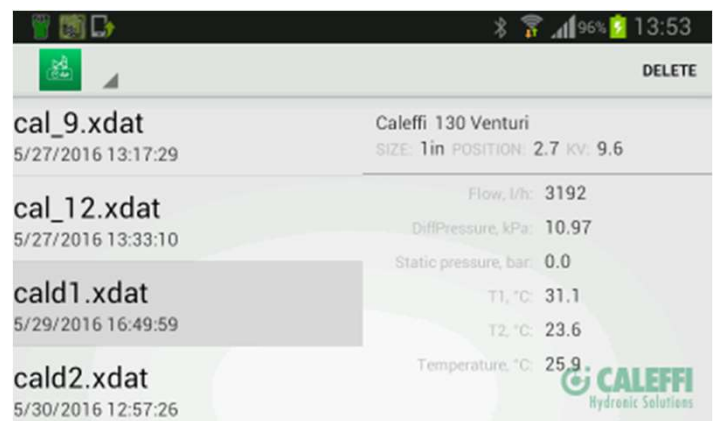 96% 13:53
DELETE
cal_9.xdat
5/27/2016 13:17:29
cal_12.xdat
5/27/2016 13:33:10
cald1.xdat
5/29/2016 16:49:59
cald2.xdat
5/30/2016 12:57:26
Caleffi 130 Venturi
SIZE: 1in POSITION: 2.7 KV: 9.6
Flow, l/h: 3192
DiffPressure, kPa: 10.97
Static pressure, bar: 0.0
T1, °C: 31.1
T2, °C: 23.6
Temperature, °C: 25.9
CALEFFI
Hydronic Solutions